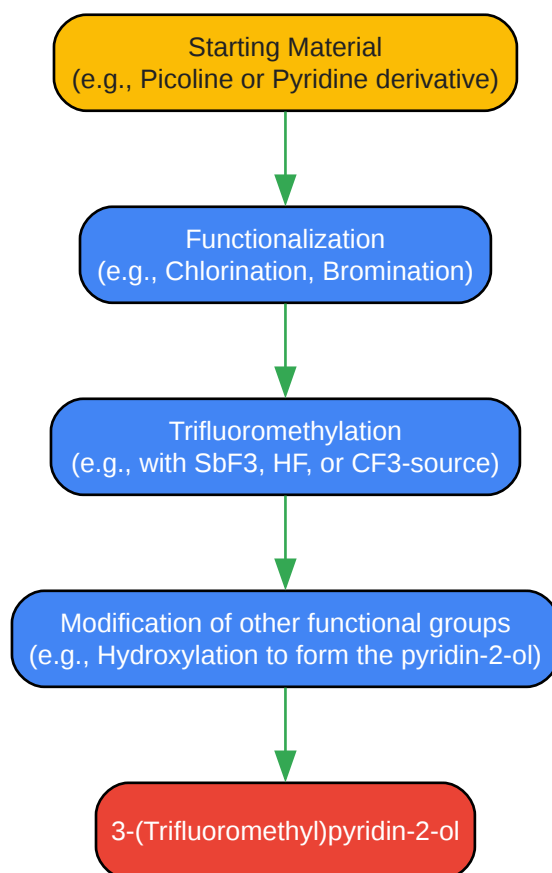 Starting Material
(e.g., Picoline or Pyridine derivative)
Functionalization
(e.g., Chlorination, Bromination)
Trifluoromethylation
(e.g., with SbF3, HF, or CF3-source)
Modification of other functional groups
(e.g., Hydroxylation to form the pyridin-2-ol)
3-(Trifluoromethyl)pyridin-2-ol